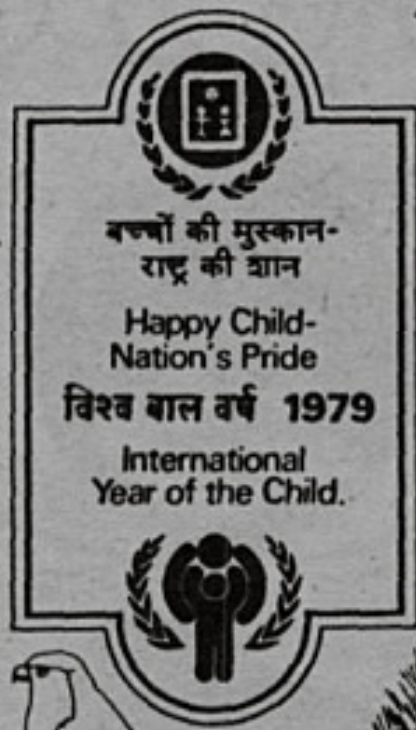 बच्चों की मुस्कान-
राष्ट्र की शान
Happy Child-
Nation's Pride
विश्व बाल वर्ष 1979
International
Year of the Child.